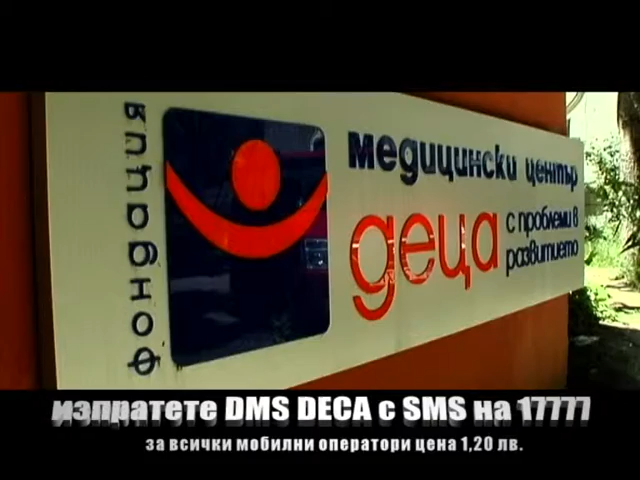 фондация
медицински център
деца
с проблеми в
развитието
изпратете DMS DECA с SMS на 17777
за всички мобилни оператори цена 1,20 лв.